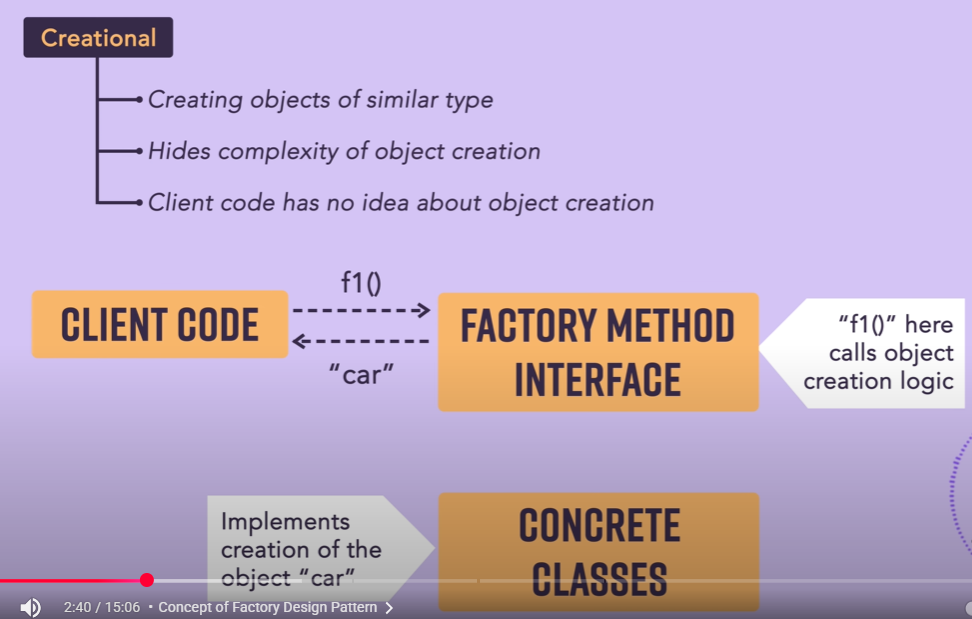 Creational
Creating objects of similar type
Hides complexity of object creation
Client code has no idea about object creation
f1()
CLIENT CODE
"car"
FACTORY METHOD
INTERFACE
"f1()" here
calls object
creation logic
Implements
creation of the
object "car"
CONCRETE
CLASSES
2:40 / 15:06 • Concept of Factory Design Pattern